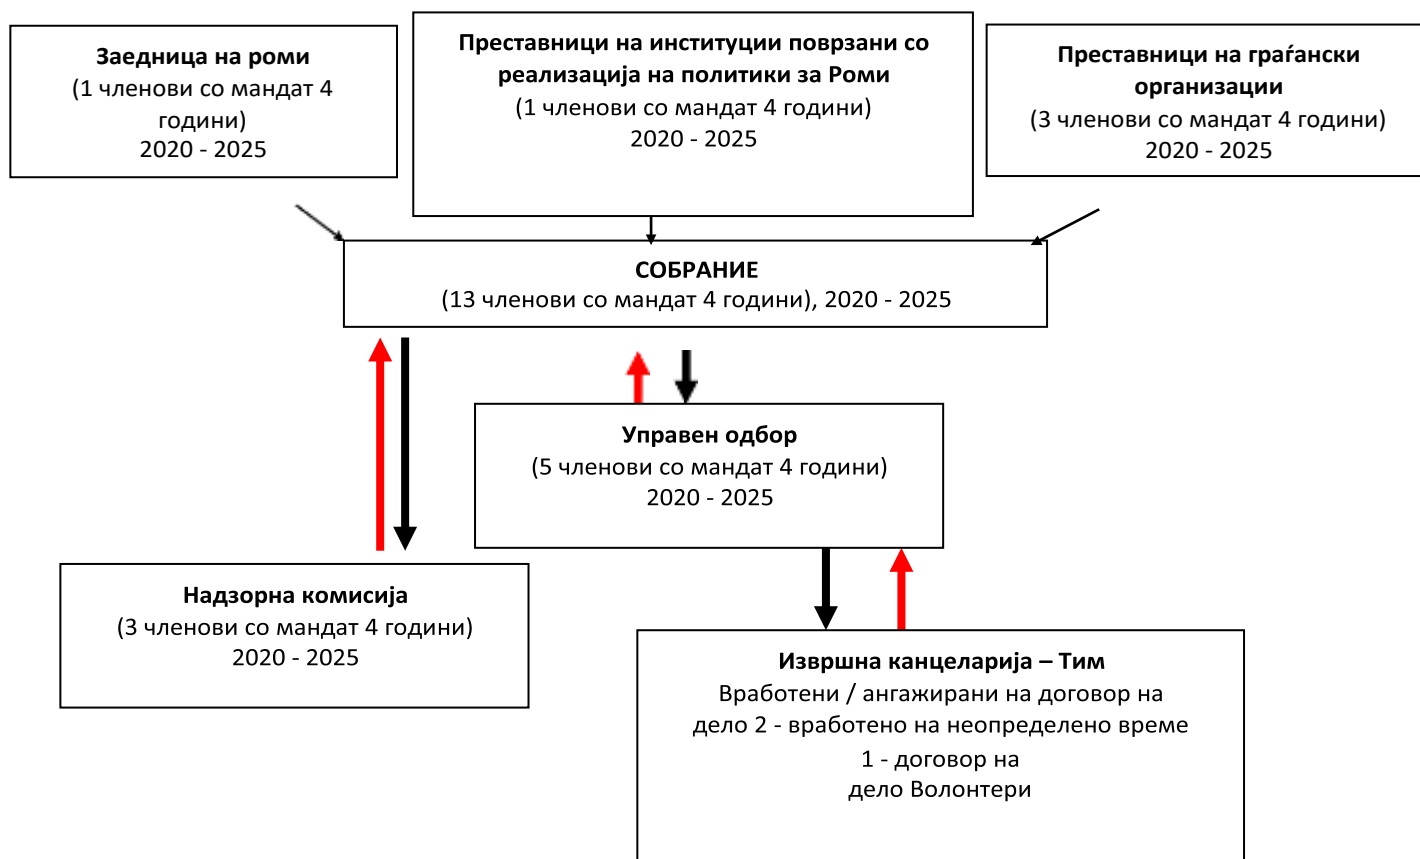 Заедница на роми
(1 членови со мандат 4
години)
2020 - 2025
Преставници на институции поврзани со
реализација на политики за Роми
(1 членови со мандат 4 години)
2020 - 2025
Преставници на граѓански
организации
(3 членови со мандат 4 години)
2020 - 2025
СОБРАНИЕ
(13 членови со мандат 4 години), 2020 - 2025
Управен одбор
(5 членови со мандат 4 години)
2020 - 2025
Надзорна комисија
(3 членови со мандат 4 години)
2020 - 2025
Извршна канцеларија – Тим
Вработени / ангажирани на договор на
дело 2 - вработено на неопределено време
1 - договор на
дело Волонтери